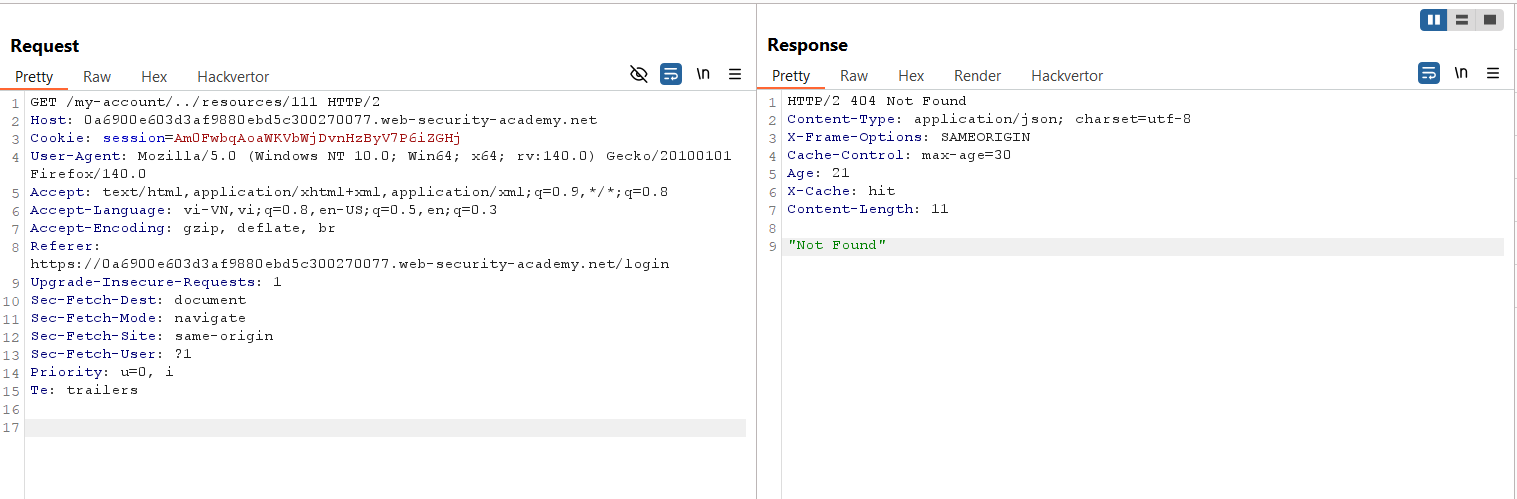 Request
Pretty Raw Hex Hackvertor \n
1 GET /my-account/../resources/111 HTTP/2
2 Host: 0a6900e603d3af9880ebd5c300270077.web-security-academy.net
3 Cookie: session=Am0FwbqAoaWKVbWjDvnHzByV7P6iZGHj
4 User-Agent: Mozilla/5.0 (Windows NT 10.0; Win64; x64; rv:140.0) Gecko/20100101
Firefox/140.0
5 Accept: text/html,application/xhtml+xml,application/xml;q=0.9,*/*;q=0.8
6 Accept-Language: vi-VN,vi;q=0.8,en-US;q=0.5,en;q=0.3
7 Accept-Encoding: gzip, deflate, br
8 Referer:
https://0a6900e603d3af9880ebd5c300270077.web-security-academy.net/login
9 Upgrade-Insecure-Requests: 1
10 Sec-Fetch-Dest: document
11 Sec-Fetch-Mode: navigate
12 Sec-Fetch-Site: same-origin
13 Sec-Fetch-User: ?1
14 Priority: u=0, i
15 Te: trailers
16
17
Response
Pretty Raw Hex Render Hackvertor \n
1 HTTP/2 404 Not Found
2 Content-Type: application/json; charset=utf-8
3 X-Frame-Options: SAMEORIGIN
4 Cache-Control: max-age=30
5 Age: 21
6 X-Cache: hit
7 Content-Length: 11
8
9 "Not Found"